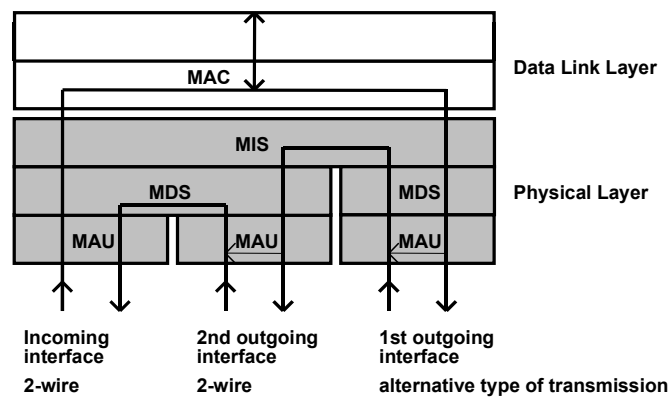 MAC
Data Link Layer
MIS
MDS
MDS
Physical Layer
MAU
MAU
MAU
Incoming
interface
2-wire
2nd outgoing
interface
2-wire
1st outgoing
interface
alternative type of transmission